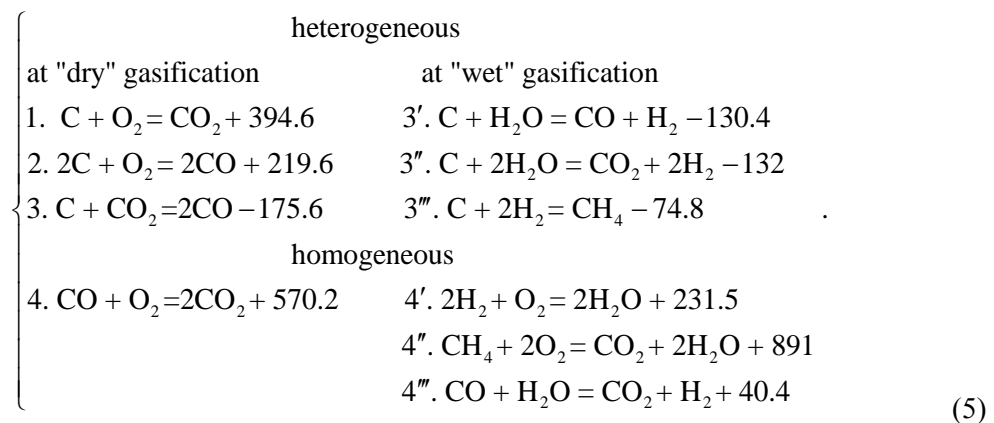 heterogeneous
at "dry" gasification at "wet" gasification
1. C + O₂ = CO₂ + 394.6 3′. C + H₂O = CO + H₂ −130.4
2. 2C + O₂ = 2CO + 219.6 3″. C + 2H₂O = CO₂ + 2H₂ −132
3. C + CO₂ =2CO −175.6 3‴. C + 2H₂ = CH₄ − 74.8 .
homogeneous
4. CO + O₂ =2CO₂ + 570.2 4′. 2H₂ + O₂ = 2H₂O + 231.5
4″. CH₄ + 2O₂ = CO₂ + 2H₂O + 891
4‴. CO + H₂O = CO₂ + H₂ + 40.4
(5)